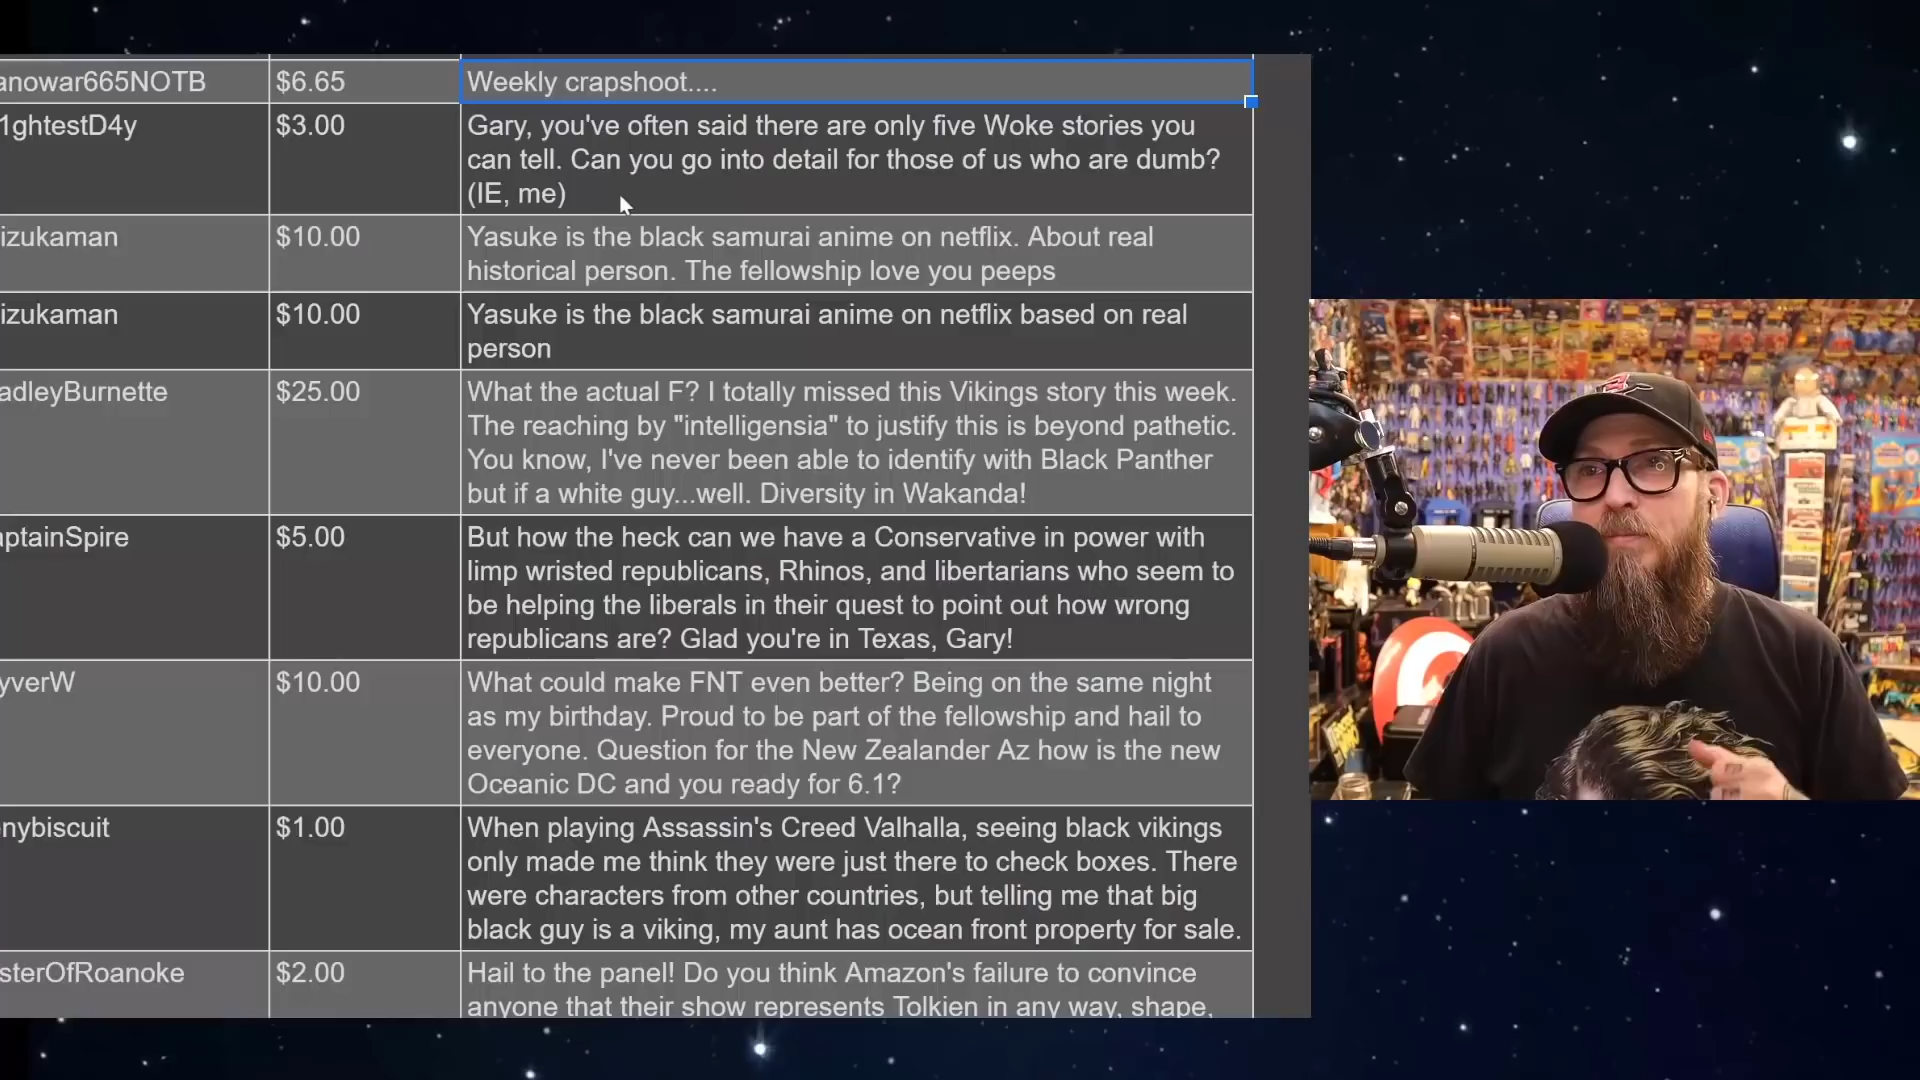 anowar665NOTB $6.65 Weekly crapshoot....
1ghtestD4y $3.00 Gary, you've often said there are only five Woke stories you
can tell. Can you go into detail for those of us who are dumb?
(IE, me)
izukaman $10.00 Yasuke is the black samurai anime on netflix. About real
historical person. The fellowship love you peeps
izukaman $10.00 Yasuke is the black samurai anime on netflix based on real
person
adleyBurnette $25.00 What the actual F? I totally missed this Vikings story this week.
The reaching by "intelligensia" to justify this is beyond pathetic.
You know, I've never been able to identify with Black Panther
but if a white guy...well. Diversity in Wakanda!
aptainSpire $5.00 But how the heck can we have a Conservative in power with
limp wristed republicans, Rhinos, and libertarians who seem to
be helping the liberals in their quest to point out how wrong
republicans are? Glad you're in Texas, Gary!
yverW $10.00 What could make FNT even better? Being on the same night
as my birthday. Proud to be part of the fellowship and hail to
everyone. Question for the New Zealander Az how is the new
Oceanic DC and you ready for 6.1?
nybiscuit $1.00 When playing Assassin's Creed Valhalla, seeing black vikings
only made me think they were just there to check boxes. There
were characters from other countries, but telling me that big
black guy is a viking, my aunt has ocean front property for sale.
sterOfRoanoke $2.00 Hail to the panel! Do you think Amazon's failure to convince
anyone that their show represents Tolkien in any way, shape,